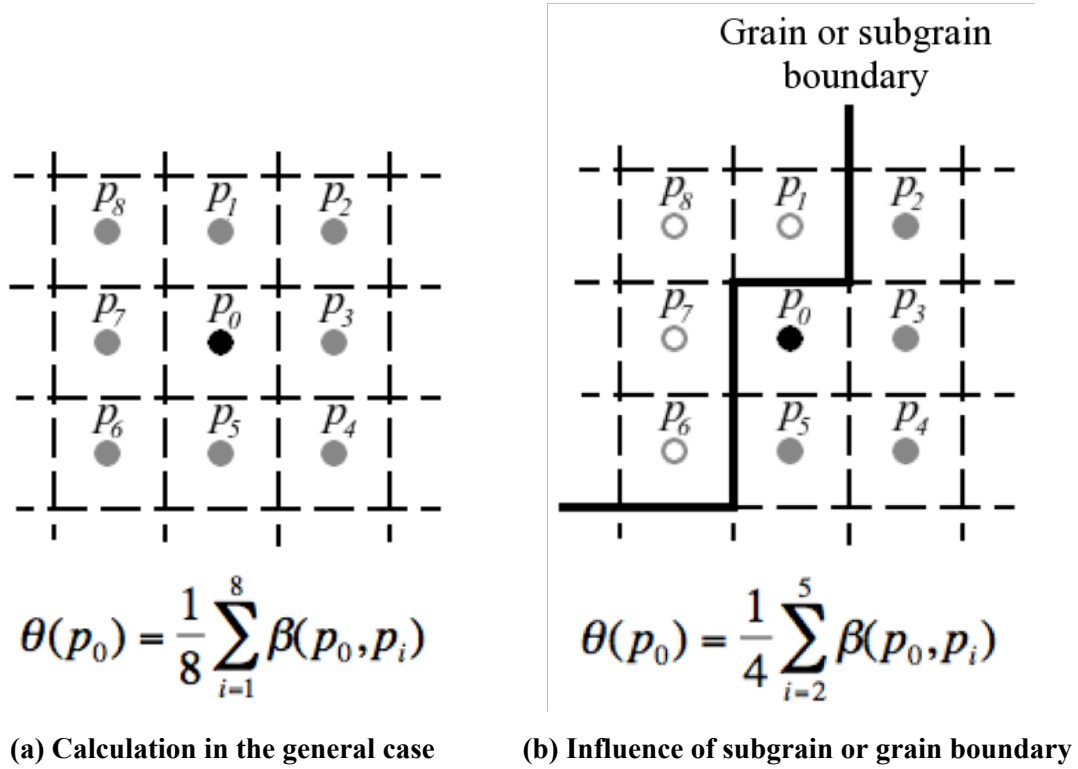 Grain or subgrain
boundary
p₈ p₁ p₂
p₇ p₀ p₃
p₆ p₅ p₄
θ(p₀) = 1/8 ∑_{i=1}^{8} β(p₀,pᵢ)
(a) Calculation in the general case
p₈ p₁ p₂
p₇ p₀ p₃
p₆ p₅ p₄
θ(p₀) = 1/4 ∑_{i=2}^{5} β(p₀,pᵢ)
(b) Influence of subgrain or grain boundary